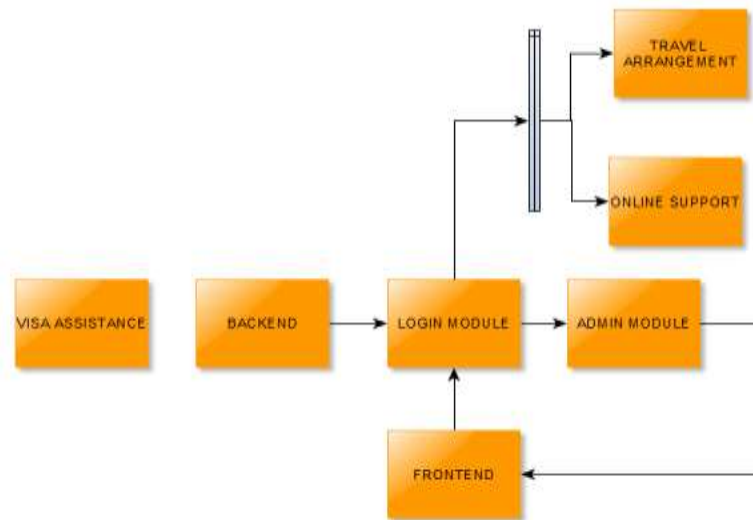 TRAVEL
ARRANGEMENT
ONLINE SUPPORT
VISA ASSISTANCE
BACKEND
LOGIN MODULE
ADMIN MODULE
FRONTEND